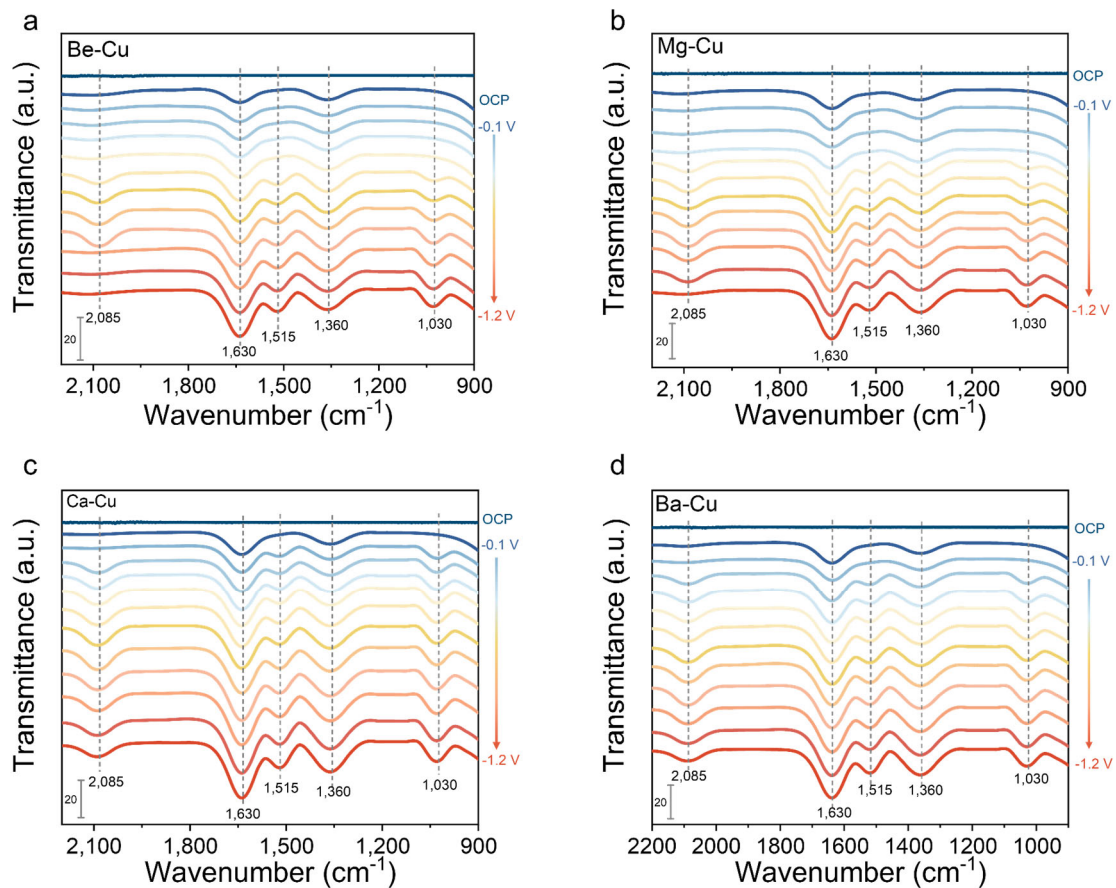 a
Be-Cu
OCP
-0.1 V
-1.2 V
2,085
1,630
1,515
1,360
1,030
20
Transmittance (a.u.)
2,100 1,800 1,500 1,200 900
Wavenumber (cm⁻¹)
b
Mg-Cu
OCP
-0.1 V
-1.2 V
2,085
1,630
1,515
1,360
1,030
20
Transmittance (a.u.)
2,100 1,800 1,500 1,200 900
Wavenumber (cm⁻¹)
c
Ca-Cu
OCP
-0.1 V
-1.2 V
2,085
1,630
1,515
1,360
1,030
20
Transmittance (a.u.)
2,100 1,800 1,500 1,200 900
Wavenumber (cm⁻¹)
d
Ba-Cu
OCP
-0.1 V
-1.2 V
2,085
1,630
1,515
1,360
1,030
20
Transmittance (a.u.)
2200 2000 1800 1600 1400 1200 1000
Wavenumber (cm⁻¹)